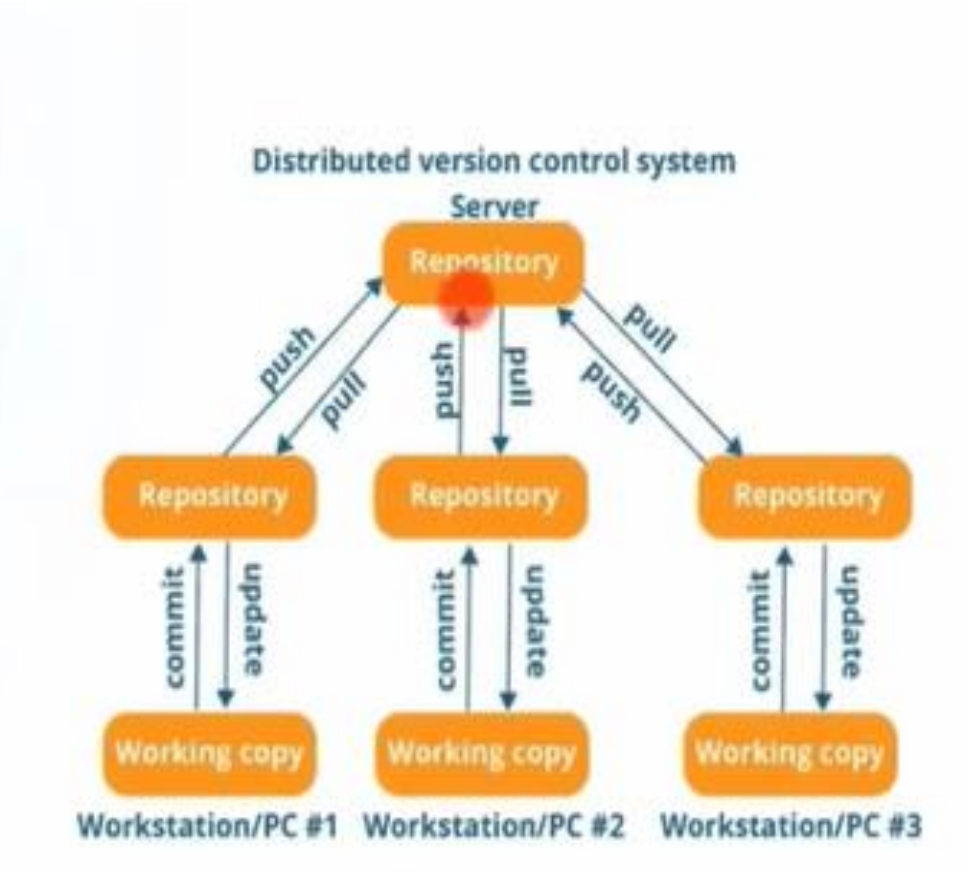 Distributed version control system
Server
Repository
push
pull
push
pull
push
pull
Repository
Repository
Repository
commit
update
commit
update
commit
update
Working copy
Working copy
Working copy
Workstation/PC #1
Workstation/PC #2
Workstation/PC #3